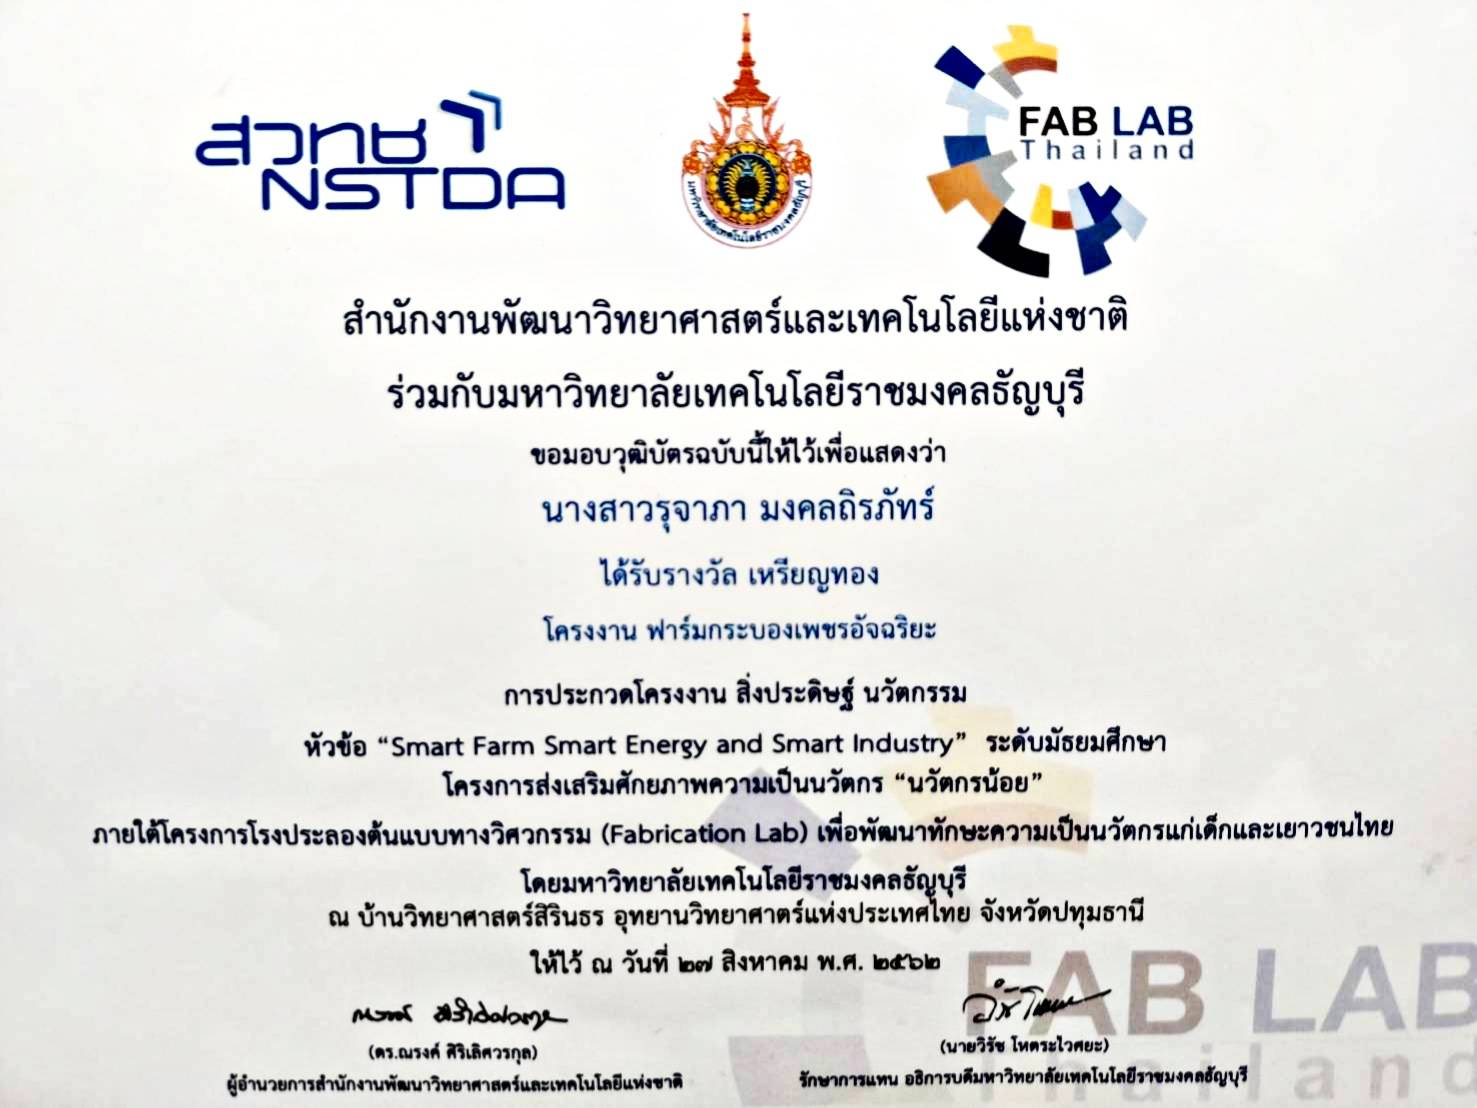 สวทช
NSTDA
มหาวิทยาลัยเทคโนโลยีราชมงคลธัญบุรี
FAB LAB
Thailand
สำนักงานพัฒนาวิทยาศาสตร์และเทคโนโลยีแห่งชาติ
ร่วมกับมหาวิทยาลัยเทคโนโลยีราชมงคลธัญบุรี
ขอมอบวุฒิบัตรฉบับนี้ให้ไว้เพื่อแสดงว่า
นางสาวรุจาภา มงคลถิรภัทร์
ได้รับรางวัล เหรียญทอง
โครงงาน ฟาร์มกระบองเพชรอัจฉริยะ
การประกวดโครงงาน สิ่งประดิษฐ์ นวัตกรรม
หัวข้อ “Smart Farm Smart Energy and Smart Industry” ระดับมัธยมศึกษา
โครงการส่งเสริมศักยภาพความเป็นนวัตกร “นวัตกรน้อย”
ภายใต้โครงการโรงประลองต้นแบบทางวิศวกรรม (Fabrication Lab) เพื่อพัฒนาทักษะความเป็นนวัตกรแก่เด็กและเยาวชนไทย
โดยมหาวิทยาลัยเทคโนโลยีราชมงคลธัญบุรี
ณ บ้านวิทยาศาสตร์สิรินธร อุทยานวิทยาศาตร์แห่งประเทศไทย จังหวัดปทุมธานี
ให้ไว้ ณ วันที่ ๒๗ สิงหาคม พ.ศ. ๒๕๖๒
FAB LAB
Thailand
(ดร.ณรงค์ ศิริเลิศวรกุล)
(นายวิรัช โหตระไวศยะ)
ผู้อำนวยการสำนักงานพัฒนาวิทยาศาสตร์และเทคโนโลยีแห่งชาติ
รักษาการแทน อธิการบดีมหาวิทยาลัยเทคโนโลยีราชมงคลธัญบุรี